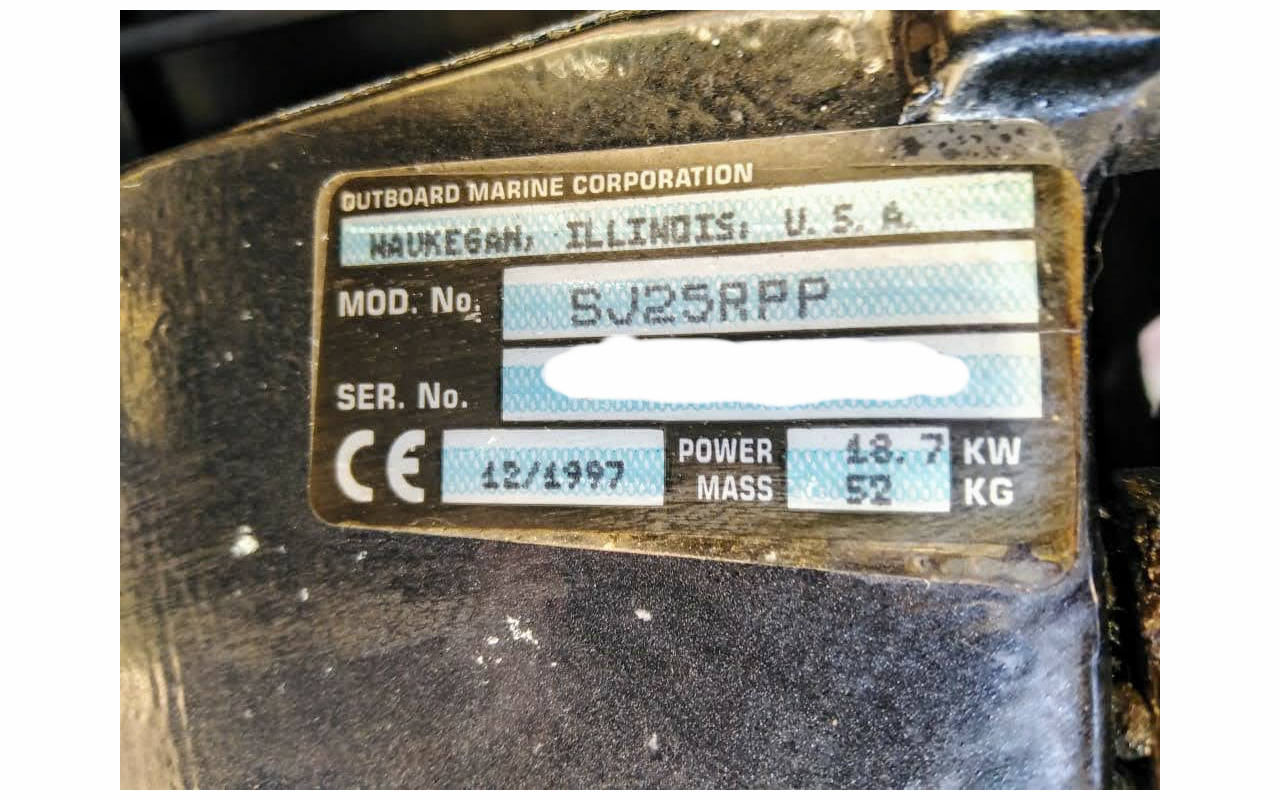 OUTBOARD MARINE CORPORATION
WAUKEGAN, ILLINOIS, U.S.A.
MOD. No. SJ25RPP
SER. No.
CE 12/1997 POWER 18.7 KW
MASS 52 KG